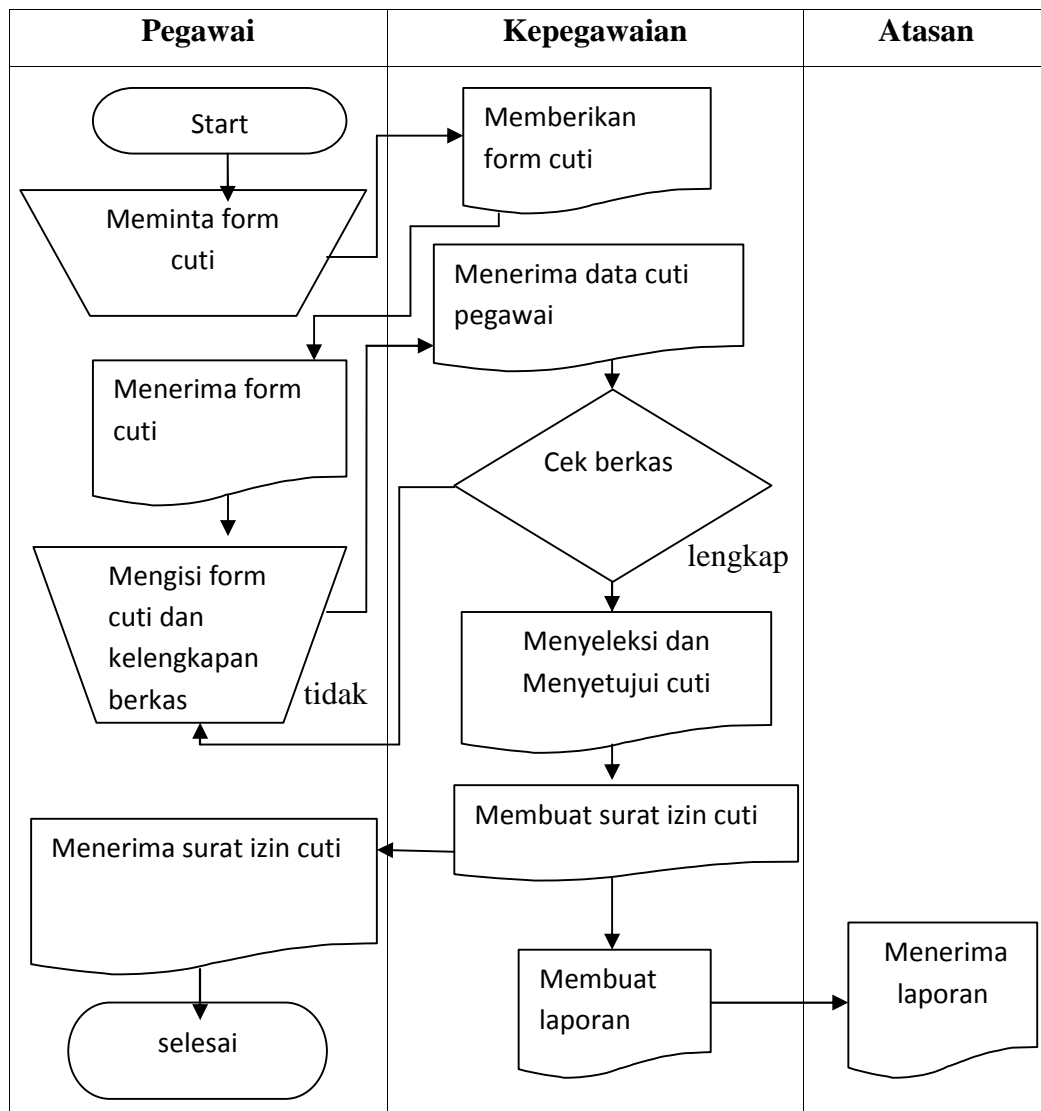 Pegawai
Kepegawaian
Atasan
Start
Memberikan
form cuti
Meminta form
cuti
Menerima data cuti
pegawai
Menerima form
cuti
Cek berkas
lengkap
Mengisi form
cuti dan
kelengkapan
berkas
tidak
Menyeleksi dan
Menyetujui cuti
Membuat surat izin cuti
Menerima surat izin cuti
Membuat
laporan
Menerima
laporan
selesai